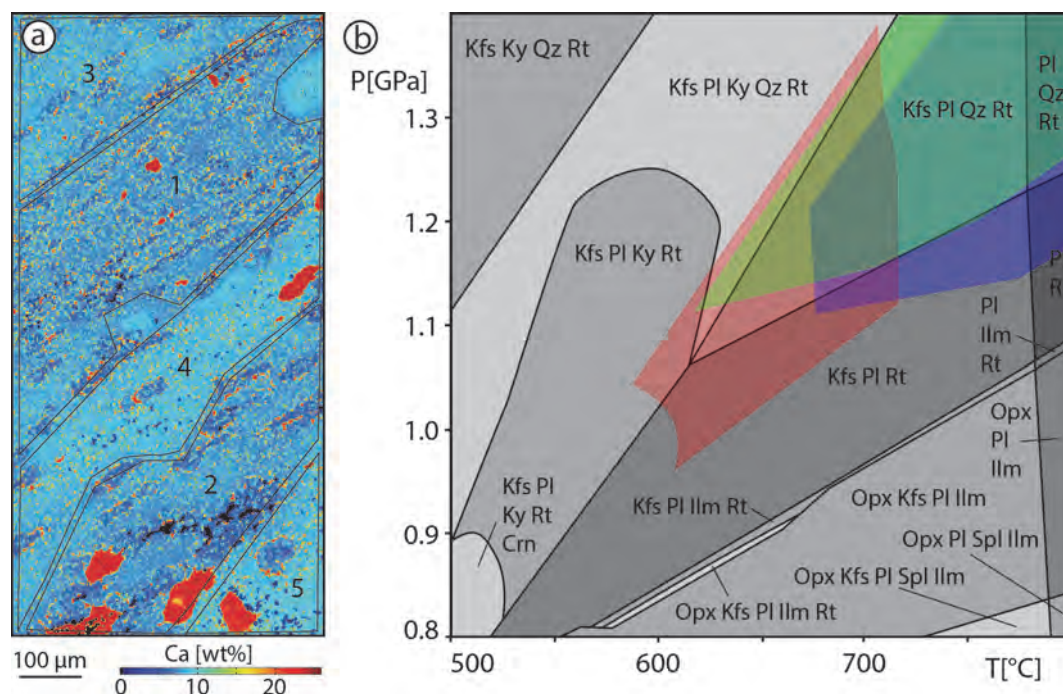 a
3
1
4
2
5
100 μm
Ca [wt%]
0 10 20
b
P[GPa]
1.3
1.2
1.1
1.0
0.9
0.8
500 600 700 T[°C]
Kfs Ky Qz Rt
Kfs Pl Ky Qz Rt
Kfs Pl Qz Rt
Pl
Qz
Rt
Kfs Pl Ky Rt
P
R
Pl
Ilm
Rt
Kfs Pl Rt
Opx
Pl
Ilm
Kfs Pl
Ky Rt
Crn
Kfs Pl Ilm Rt
Opx Kfs Pl Ilm
Opx Pl Spl Ilm
Opx Kfs Pl Spl Ilm
Opx Kfs Pl Ilm Rt